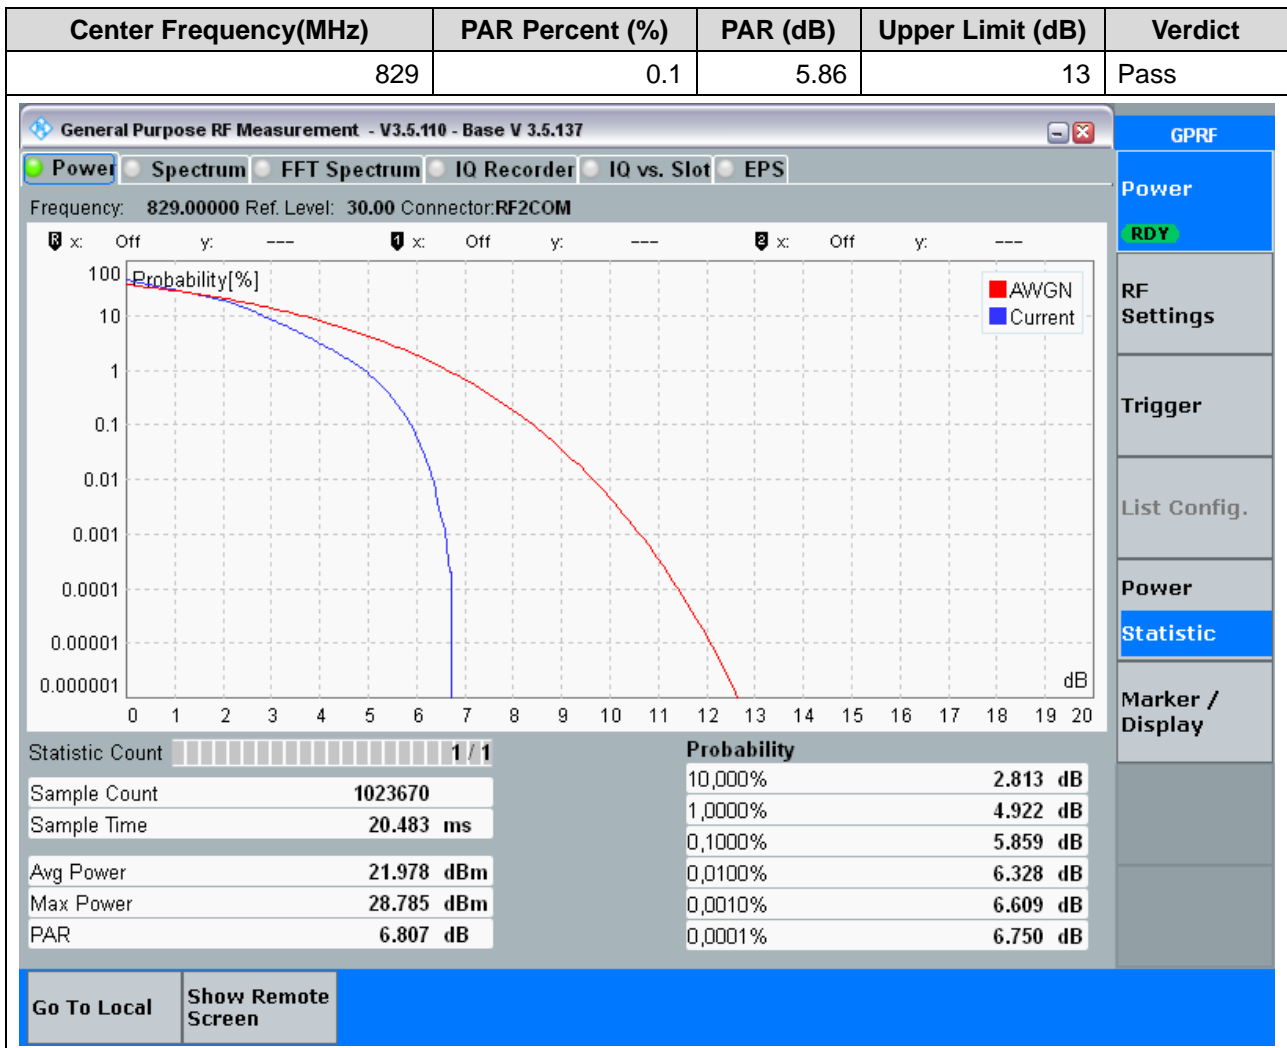 Center Frequency(MHz) PAR Percent (%) PAR (dB) Upper Limit (dB) Verdict
829 0.1 5.86 13 Pass
General Purpose RF Measurement - V3.5.110 - Base V 3.5.137
GPRF
Power Spectrum FFT Spectrum IQ Recorder IQ vs. Slot EPS
Frequency: 829.00000 Ref. Level: 30.00 Connector:RF2COM
R x: Off y: --- 1 x: Off y: --- 2 x: Off y: ---
Probability[%]
AWGN
Current
100
10
1
0.1
0.01
0.001
0.0001
0.00001
0.000001
dB
0 1 2 3 4 5 6 7 8 9 10 11 12 13 14 15 16 17 18 19 20
Statistic Count 1 / 1
Sample Count 1023670
Sample Time 20.483 ms
Avg Power 21.978 dBm
Max Power 28.785 dBm
PAR 6.807 dB
Probability
10,000% 2.813 dB
1,0000% 4.922 dB
0,1000% 5.859 dB
0,0100% 6.328 dB
0,0010% 6.609 dB
0,0001% 6.750 dB
Power
RDY
RF
Settings
Trigger
List Config.
Power
Statistic
Marker /
Display
Go To Local
Show Remote
Screen